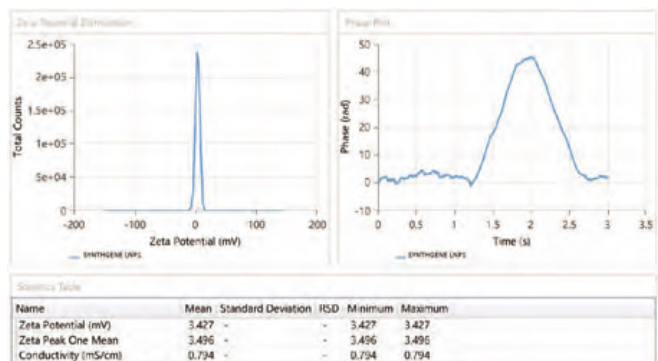 Zeta Potential Distribution
Total Counts
2.5e+05
2e+05
1.5e+05
1e+05
5e+04
0
-200 -100 0 100 200
Zeta Potential (mV)
SYNTHGENE LNPS
Phase Plot
Phase (rad)
50
40
30
20
10
0
-10
0 0.5 1 1.5 2 2.5 3 3.5
Time (s)
SYNTHGENE LNPS
Statistics Table
Name Mean Standard Deviation RSD Minimum Maximum
Zeta Potential (mV) 3.427 - - 3.427 3.427
Zeta Peak One Mean 3.496 - - 3.496 3.496
Conductivity (mS/cm) 0.794 - - 0.794 0.794